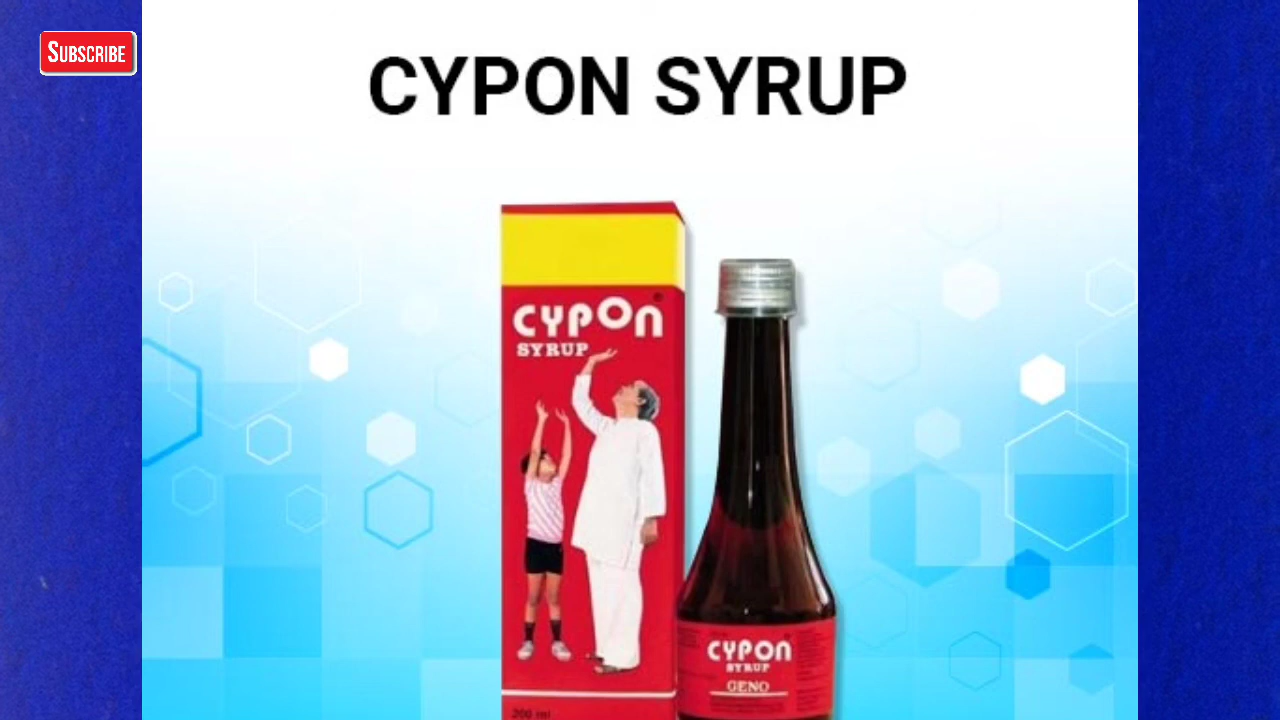 SUBSCRIBE
CYPON SYRUP
CYPON®
SYRUP
200 ml
CYPON
SYRUP
GENO